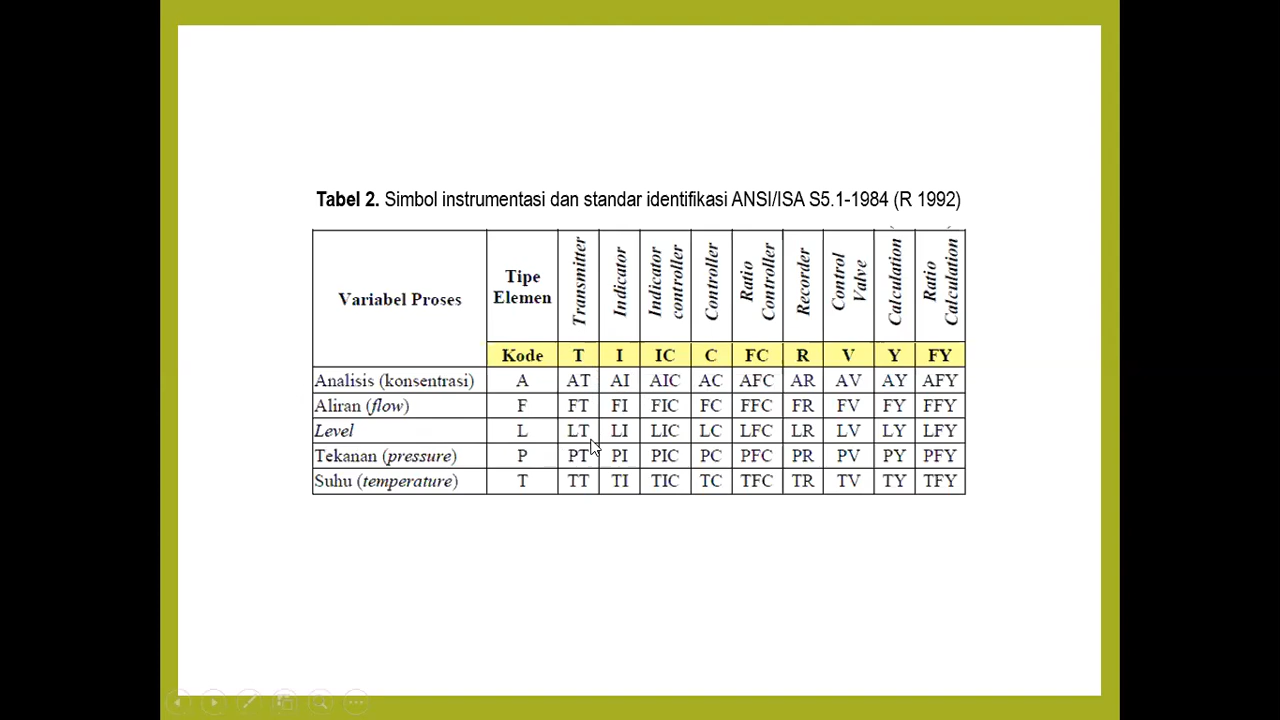 Tabel 2. Simbol instrumentasi dan standar identifikasi ANSI/ISA S5.1-1984 (R 1992)
Variabel Proses Tipe Elemen Transmitter Indicator Indicator controller Controller Ratio Controller Recorder Control Valve Calculation Ratio Calculation
Kode T I IC C FC R V Y FY
Analisis (konsentrasi) A AT AI AIC AC AFC AR AV AY AFY
Aliran (flow) F FT FI FIC FC FFC FR FV FY FFY
Level L LT LI LIC LC LFC LR LV LY LFY
Tekanan (pressure) P PT PI PIC PC PFC PR PV PY PFY
Suhu (temperature) T TT TI TIC TC TFC TR TV TY TFY